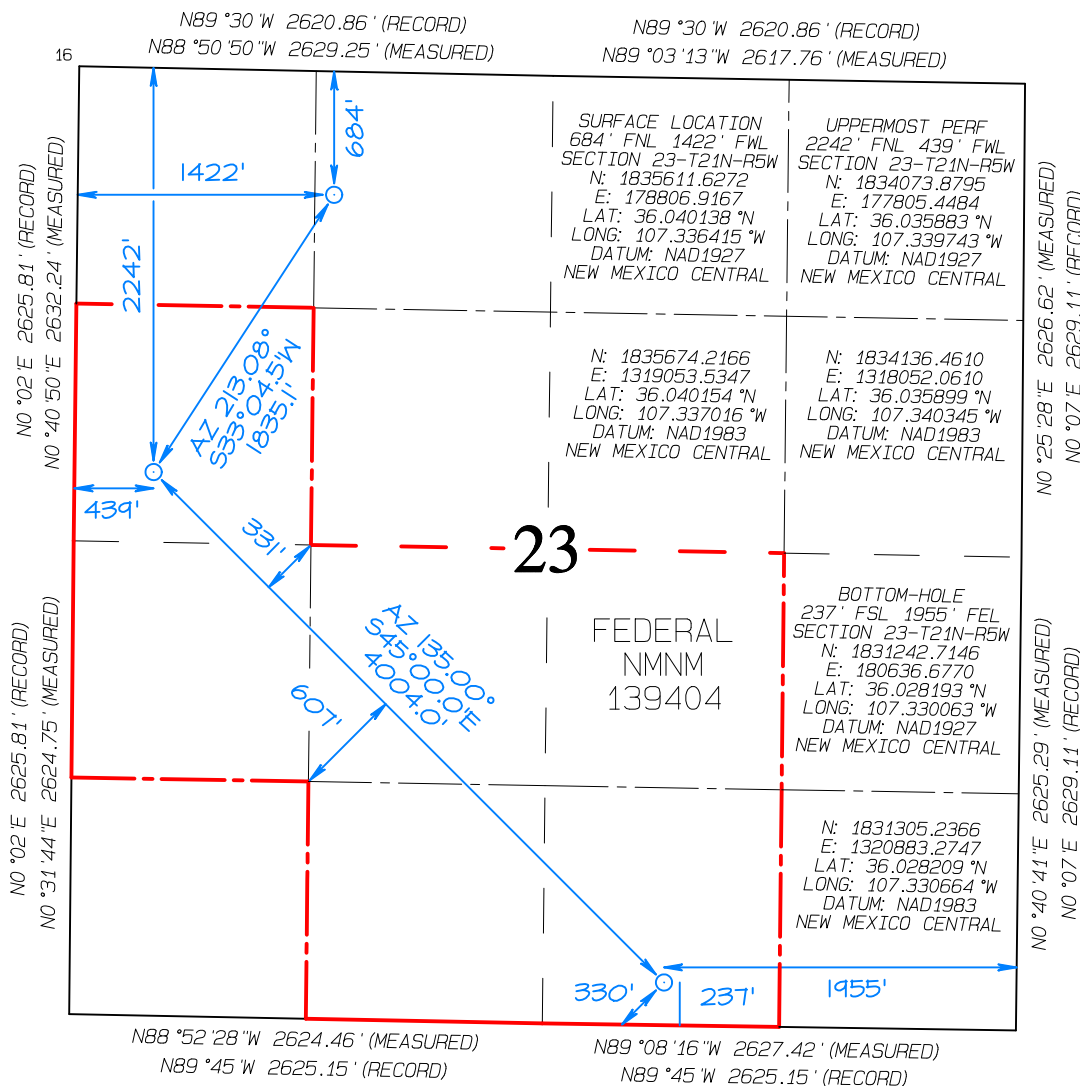 N89°30'W 2620.86' (RECORD)
N88°50'50"W 2629.25' (MEASURED)
N89°30'W 2620.86' (RECORD)
N89°03'13"W 2617.76' (MEASURED)
16
N0°02'E 2625.81' (RECORD)
N0°40'50"E 2632.24' (MEASURED)
684'
1422'
2242'
SURFACE LOCATION
684' FNL 1422' FWL
SECTION 23-T21N-R5W
N: 1835611.6272
E: 178806.9167
LAT: 36.040138°N
LONG: 107.336415°W
DATUM: NAD1927
NEW MEXICO CENTRAL
UPPERMOST PERF
2242' FNL 439' FWL
SECTION 23-T21N-R5W
N: 1834073.8795
E: 177805.4484
LAT: 36.035883°N
LONG: 107.339743°W
DATUM: NAD1927
NEW MEXICO CENTRAL
N0°25'28"E 2626.62' (MEASURED)
N0°07'E 2629.11' (RECORD)
AZ 213.08°
S33°04.5'W
1835.1'
N: 1835674.2166
E: 1319053.5347
LAT: 36.040154°N
LONG: 107.337016°W
DATUM: NAD1983
NEW MEXICO CENTRAL
N: 1834136.4610
E: 1318052.0610
LAT: 36.035899°N
LONG: 107.340345°W
DATUM: NAD1983
NEW MEXICO CENTRAL
439'
331'
23
N0°02'E 2625.81' (RECORD)
N0°31'44"E 2624.75' (MEASURED)
AZ 135.00°
S45°00.0'E
4004.0'
607'
FEDERAL
NMNM
139404
BOTTOM-HOLE
237' FSL 1955' FEL
SECTION 23-T21N-R5W
N: 1831242.7146
E: 180636.6770
LAT: 36.028193°N
LONG: 107.330063°W
DATUM: NAD1927
NEW MEXICO CENTRAL
N0°40'41"E 2625.29' (MEASURED)
N0°07'E 2629.11' (RECORD)
N: 1831305.2366
E: 1320883.2747
LAT: 36.028209°N
LONG: 107.330664°W
DATUM: NAD1983
NEW MEXICO CENTRAL
330'
237'
1955'
N88°52'28"W 2624.46' (MEASURED)
N89°45'W 2625.15' (RECORD)
N89°08'16"W 2627.42' (MEASURED)
N89°45'W 2625.15' (RECORD)